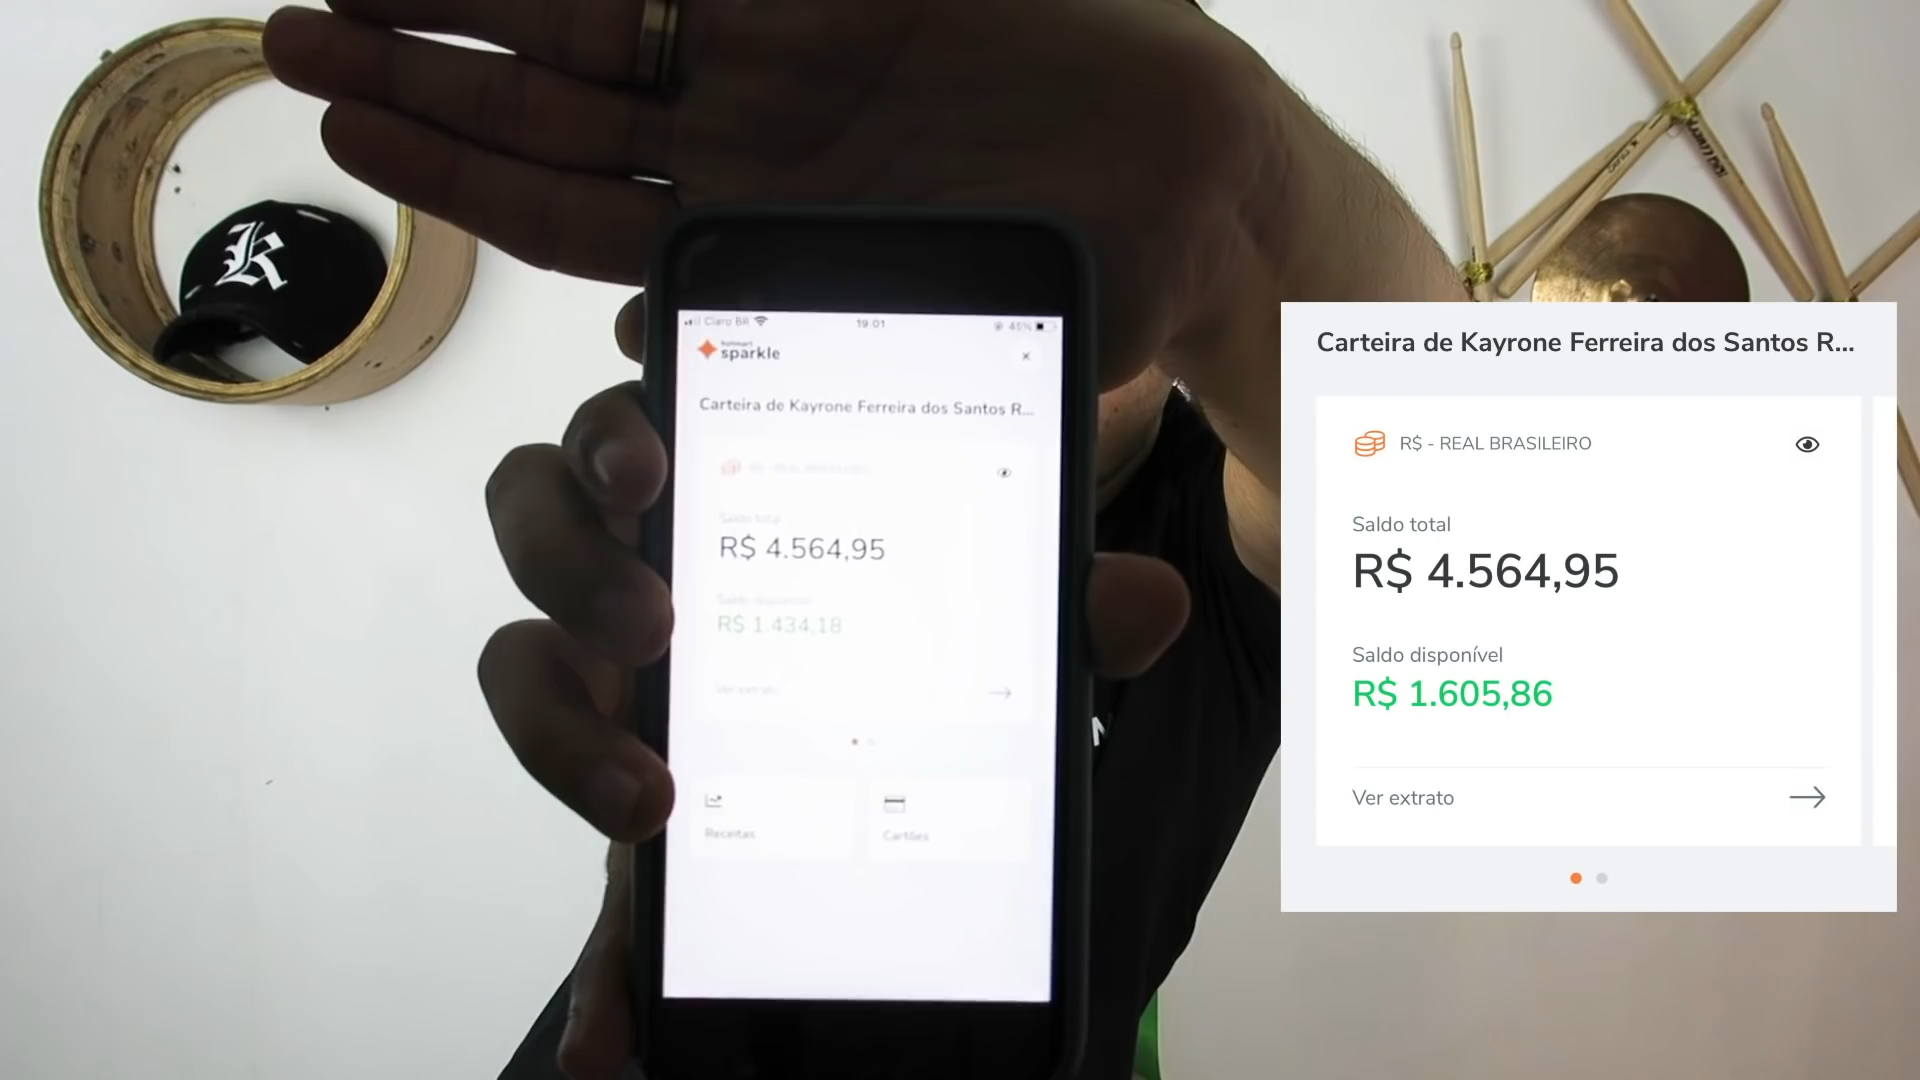 K
Claro BR
19:01
45%
hotmart
sparkle
×
Carteira de Kayrone Ferreira dos Santos R...
R$ - REAL BRASILEIRO
Saldo total
R$ 4.564,95
Saldo disponível
R$ 1.434,18
Ver extrato
Receitas
Cartões
Carteira de Kayrone Ferreira dos Santos R...
R$ - REAL BRASILEIRO
Saldo total
R$ 4.564,95
Saldo disponível
R$ 1.605,86
Ver extrato